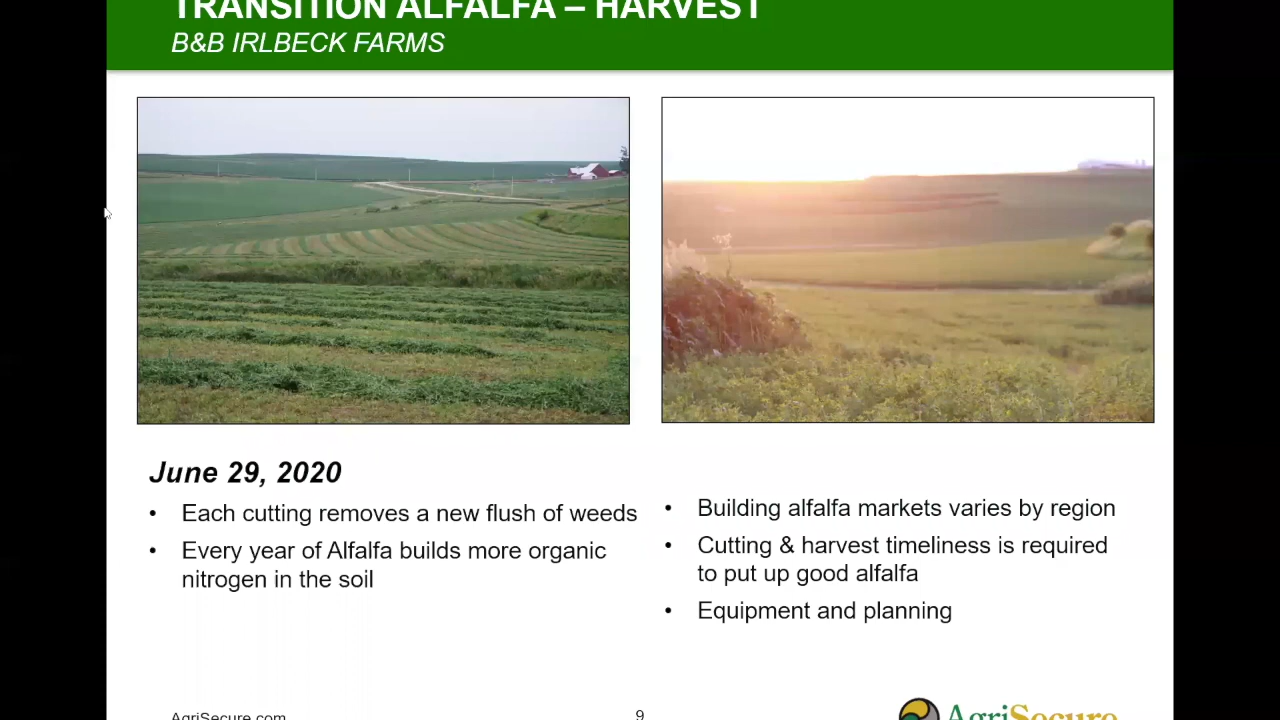 TRANSITION ALFALFA – HARVEST
B&B IRLBECK FARMS
June 29, 2020
• Each cutting removes a new flush of weeds
• Every year of Alfalfa builds more organic
nitrogen in the soil
• Building alfalfa markets varies by region
• Cutting & harvest timeliness is required
to put up good alfalfa
• Equipment and planning
AgriSecure.com
9
AgriSecure